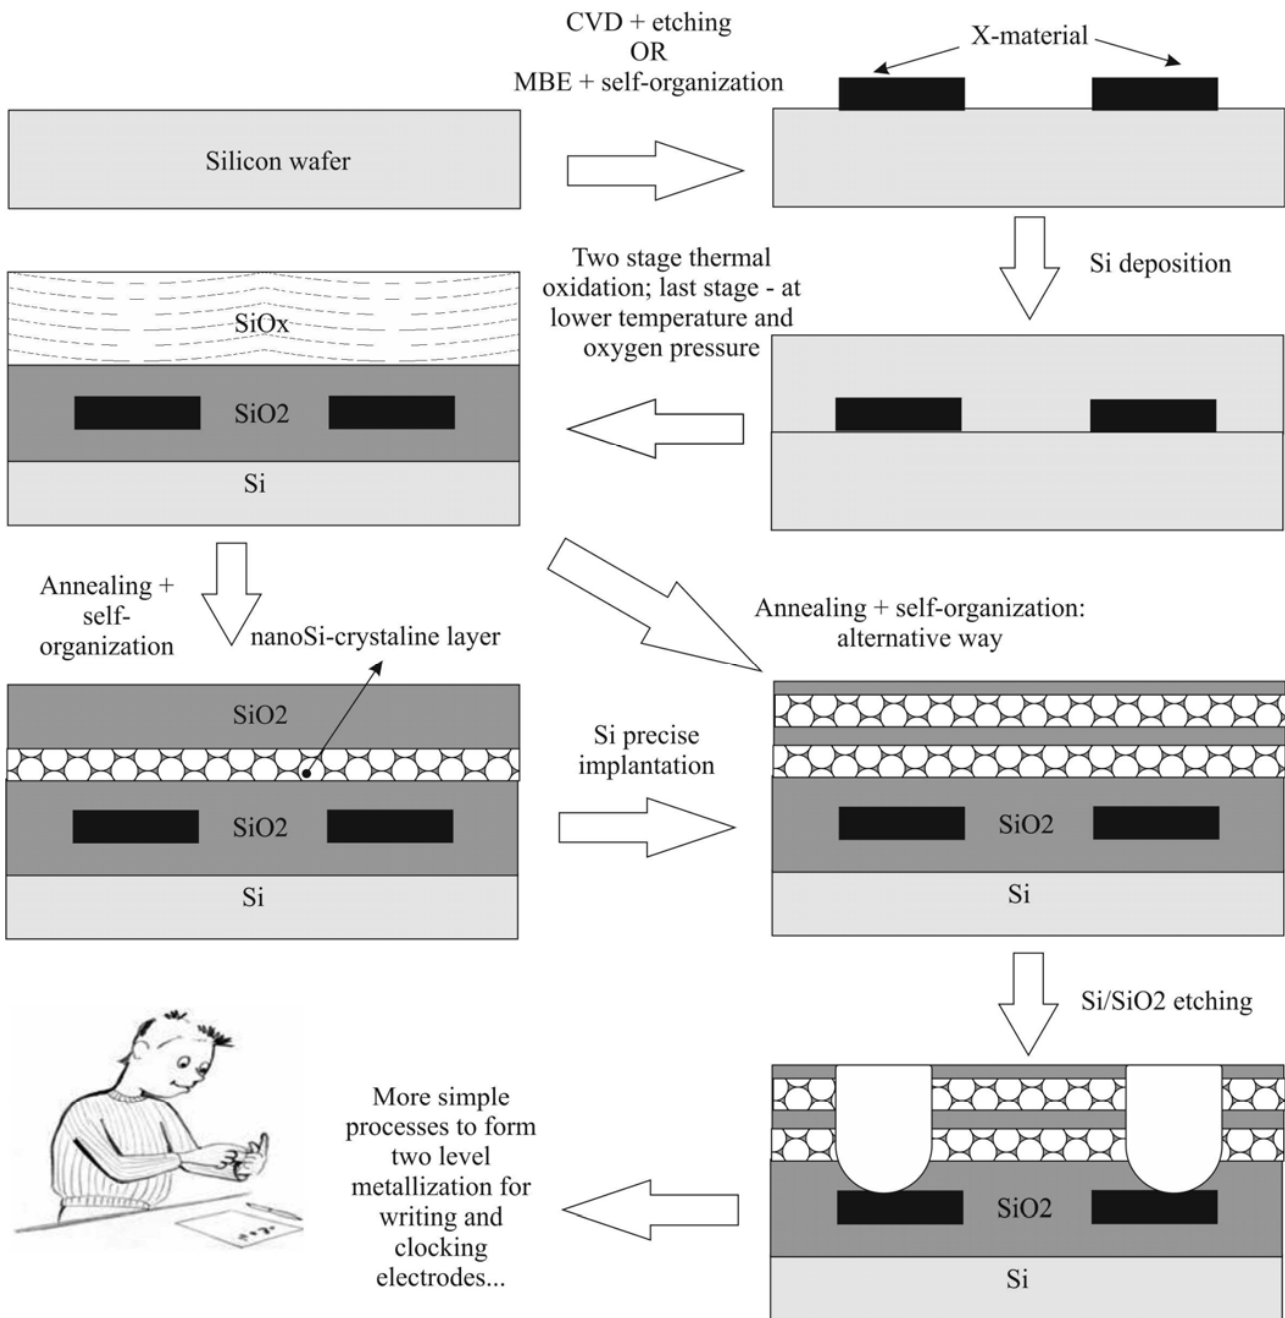 CVD + etching
OR
MBE + self-organization
X-material
Silicon wafer
Si deposition
Two stage thermal
oxidation; last stage - at
lower temperature and
oxygen pressure
SiOx
SiO2
Si
Annealing +
self-
organization
nanoSi-crystaline layer
Annealing + self-organization:
alternative way
SiO2
SiO2
Si
Si precise
implantation
SiO2
Si
Si/SiO2 etching
More simple
processes to form
two level
metallization for
writing and
clocking
electrodes...
SiO2
Si